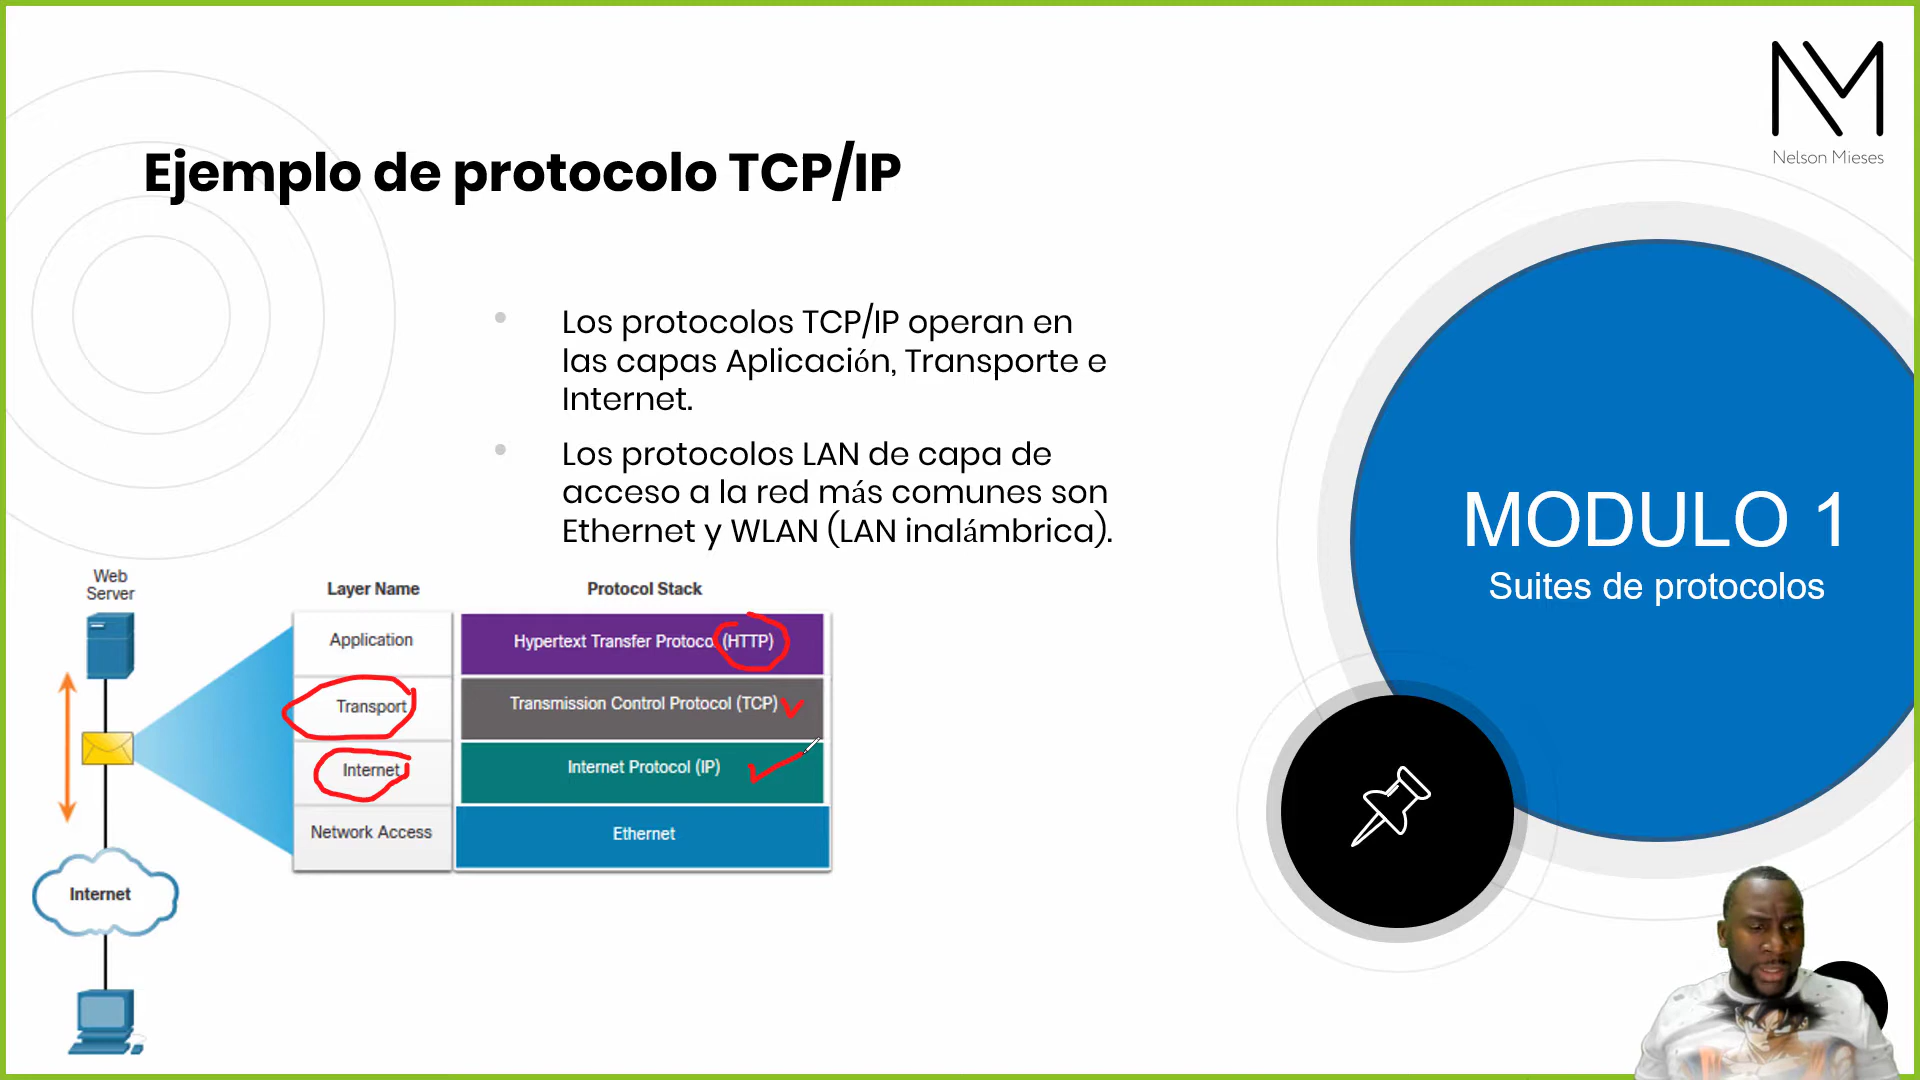 Nelson Mieses
Ejemplo de protocolo TCP/IP
Los protocolos TCP/IP operan en
las capas Aplicación, Transporte e
Internet.
Los protocolos LAN de capa de
acceso a la red más comunes son
Ethernet y WLAN (LAN inalámbrica).
MODULO 1
Suites de protocolos
Web
Server
Internet
Layer Name
Protocol Stack
Application
Hypertext Transfer Protocol (HTTP)
Transport
Transmission Control Protocol (TCP)
Internet
Internet Protocol (IP)
Network Access
Ethernet